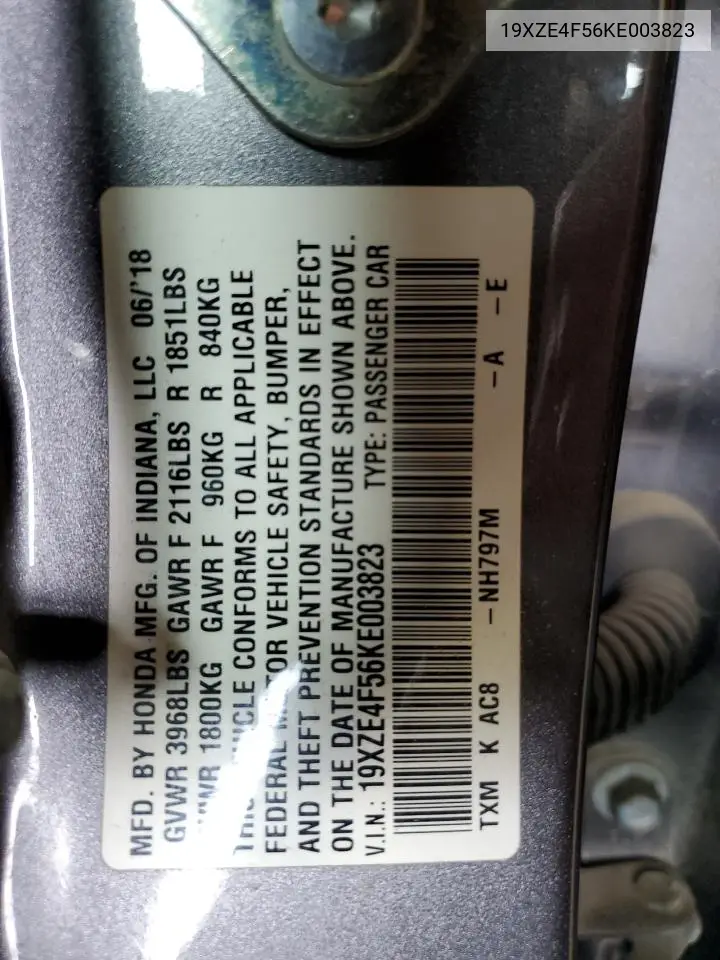 19XZE4F56KE003823
MFD. BY HONDA MFG. OF INDIANA, LLC 06/'18
GVWR 3968LBS GAWR F 2116LBS R 1851LBS
1800KG GAWR F 960KG R 840KG
CONFORMS TO ALL APPLICABLE
FEDERAL VEHICLE SAFETY, BUMPER,
AND THEFT PREVENTION STANDARDS IN EFFECT
ON THE DATE OF MANUFACTURE SHOWN ABOVE.
V.I.N.: 19XZE4F56KE003823 TYPE: PASSENGER CAR
TXM K AC8 -NH797M -A -E